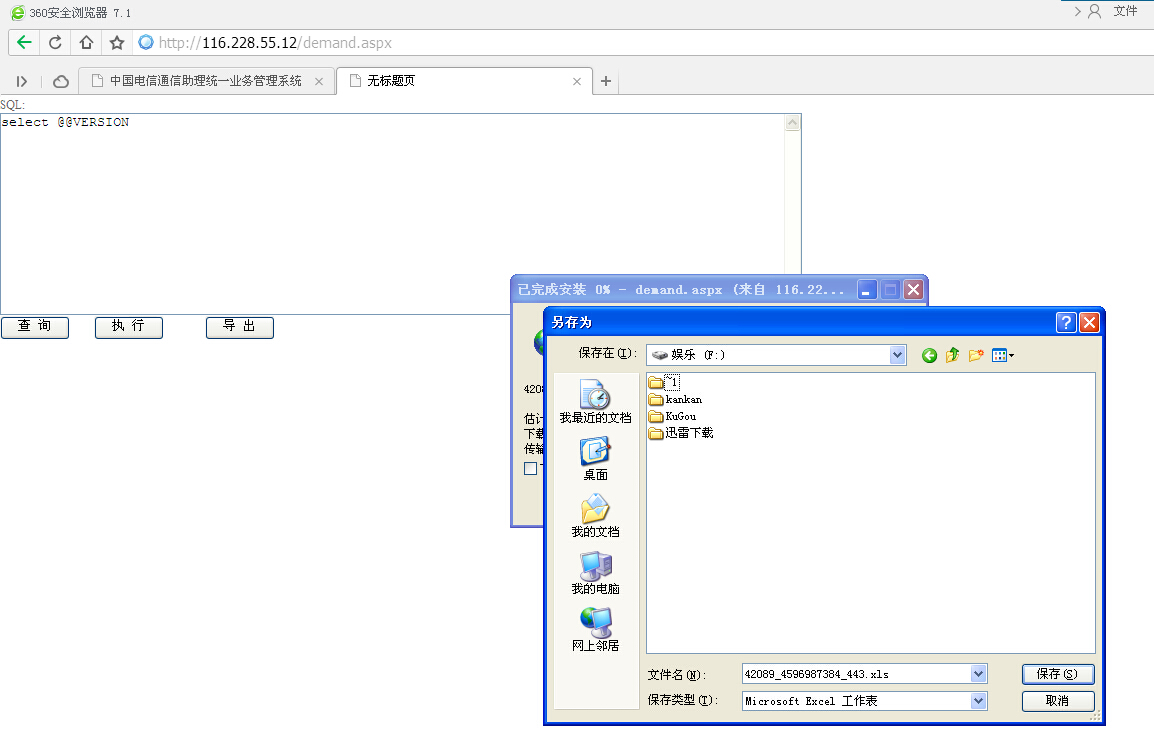 360安全浏览器 7.1
文件
http://116.228.55.12/demand.aspx
中国电信通信助理统一业务管理系统
无标题页
SQL:
select @@VERSION
查 询
执 行
导 出
已完成安装 0% - demand.aspx (来自 116.22...
估计
下载
传输
另存为
保存在(I):
娱乐 (F:)
我最近的文档
桌面
我的文档
我的电脑
网上邻居
~1
kankan
KuGou
迅雷下载
文件名(N):
42089_4596987384_443.xls
保存(S)
保存类型(T):
Microsoft Excel 工作表
取消